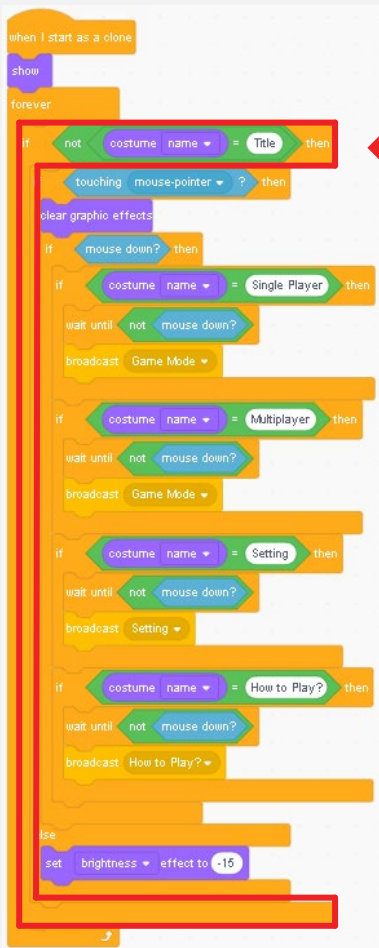 when I start as a clone
show
forever
if not costume name = Title then
touching mouse-pointer ? then
clear graphic effects
if mouse down? then
if costume name = Single Player then
wait until not mouse down?
broadcast Game Mode
if costume name = Multiplayer then
wait until not mouse down?
broadcast Game Mode
if costume name = Setting then
wait until not mouse down?
broadcast Setting
if costume name = How to Play? then
wait until not mouse down?
broadcast How to Play?
lse
set brightness effect to -15